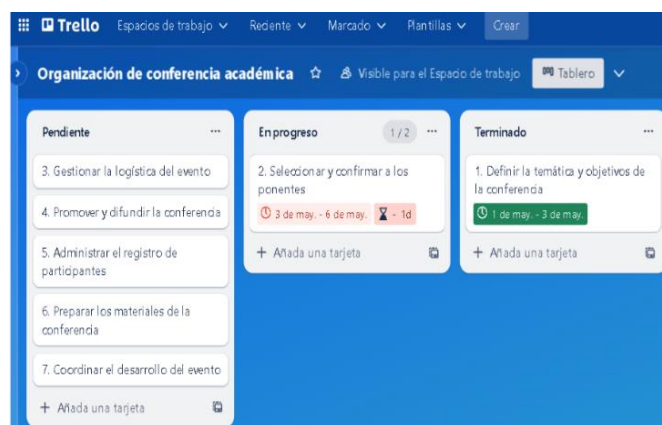 Trello Espacios de trabajo Reciente Marcado Plantillas Crear
Organización de conferencia académica Visible para el Espacio de trabajo Tablero
Pendiente
3. Gestionar la logística del evento
4. Promover y difundir la conferencia
5. Administrar el registro de
participantes
6. Preparar los materiales de la
conferencia
7. Coordinar el desarrollo del evento
+ Añada una tarjeta
En progreso 1 / 2
2. Seleccionar y confirmar a los
ponentes
3 de may. - 6 de may. - 1d
+ Añada una tarjeta
Terminado
1. Definir la temática y objetivos de
la conferencia
1 de may. - 3 de may.
+ Añada una tarjeta